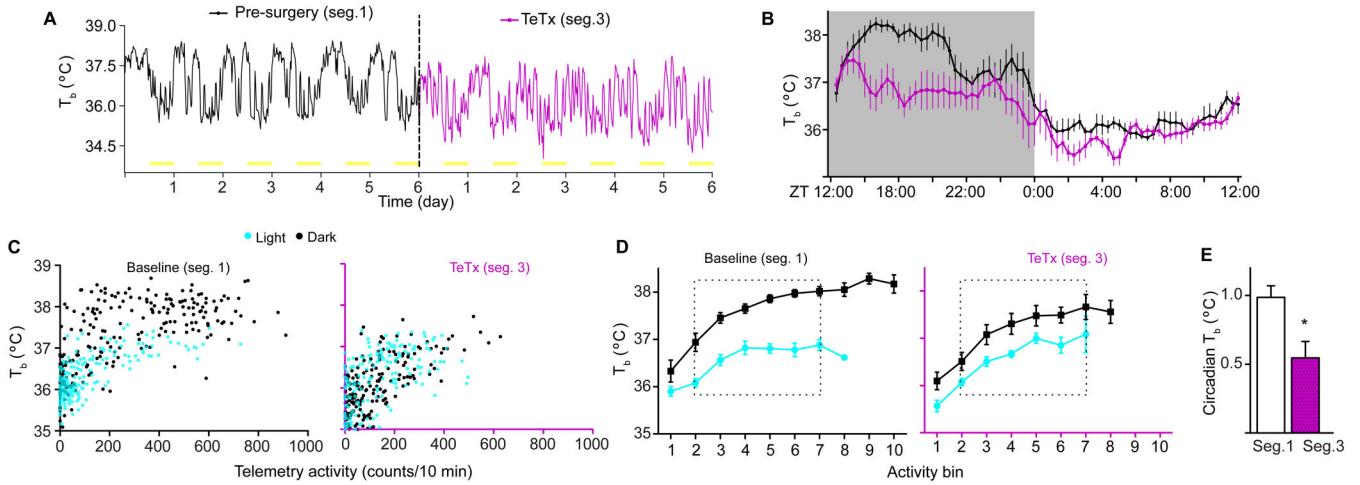 A
Pre-surgery (seg.1)
TeTx (seg.3)
39.0
37.5
36.0
34.5
Tb (°C)
1 2 3 4 5 6 1 2 3 4 5 6
Time (day)
B
38
37
36
Tb (°C)
ZT 12:00 18:00 22:00 0:00 4:00 8:00 12:00
C
Light Dark
Baseline (seg. 1)
TeTx (seg. 3)
39
38
37
36
35
Tb (°C)
0 200 400 600 800 1000 0 200 400 600 800 1000
Telemetry activity (counts/10 min)
D
Baseline (seg. 1)
TeTx (seg. 3)
39
38
37
36
35
Tb (°C)
1 2 3 4 5 6 7 8 9 10 1 2 3 4 5 6 7 8 9 10
Activity bin
E
1.0
0.5
*
Circadian Tb (°C)
Seg.1 Seg.3